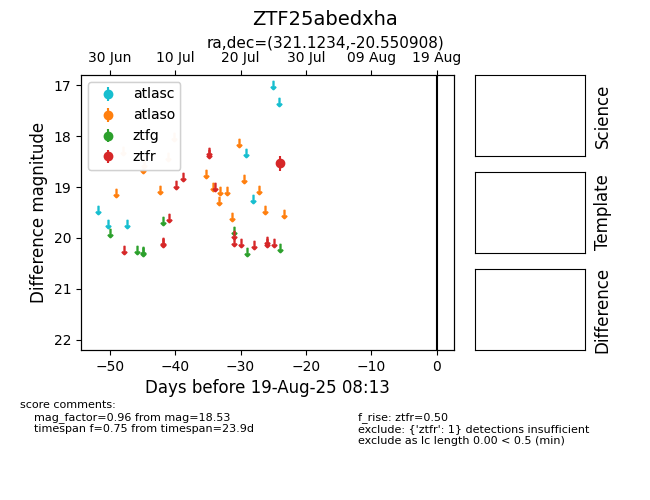 ZTF25abedxha
ra,dec=(321.1234,-20.550908)
30 Jun 10 Jul 20 Jul 30 Jul 09 Aug 19 Aug
17
18
19
20
21
22
Difference magnitude
atlasc
atlaso
ztfg
ztfr
−50 −40 −30 −20 −10 0
Days before 19-Aug-25 08:13
Science
Template
Difference
score comments:
mag_factor=0.96 from mag=18.53
timespan f=0.75 from timespan=23.9d
f_rise: ztfr=0.50
exclude: {'ztfr': 1} detections insufficient
exclude as lc length 0.00 < 0.5 (min)